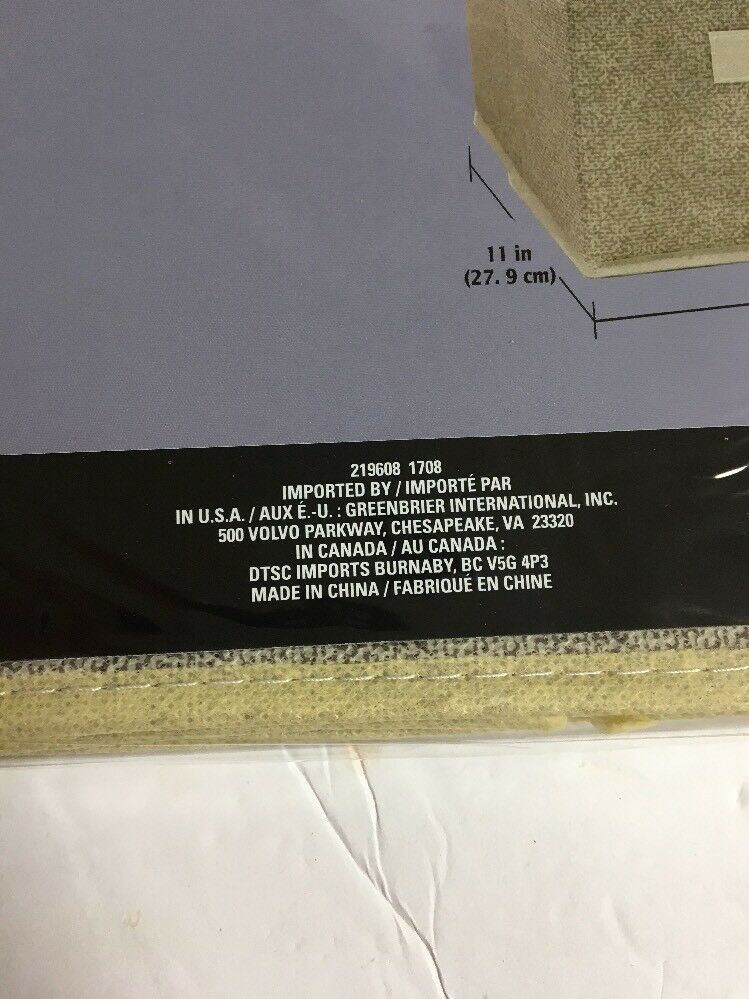 11 in
(27. 9 cm)
219608 1708
IMPORTED BY / IMPORTÉ PAR
IN U.S.A. / AUX É.-U. : GREENBRIER INTERNATIONAL, INC.
500 VOLVO PARKWAY, CHESAPEAKE, VA 23320
IN CANADA / AU CANADA :
DTSC IMPORTS BURNABY, BC V5G 4P3
MADE IN CHINA / FABRIQUÉ EN CHINE